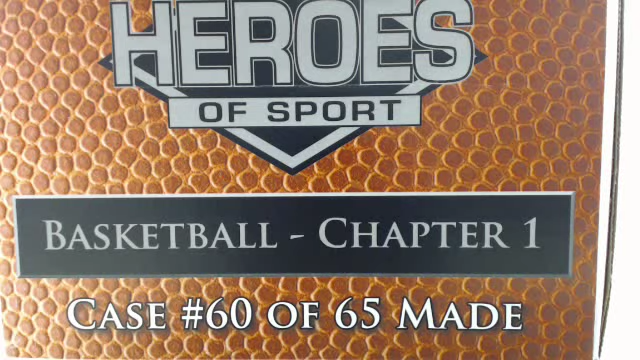 HEROES
OF SPORT
BASKETBALL - CHAPTER 1
CASE #60 OF 65 MADE